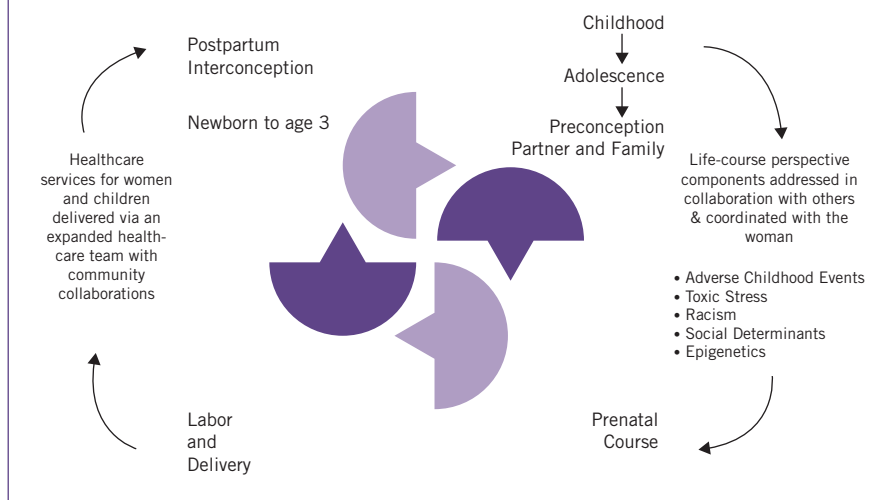 Postpartum
Interconception
Newborn to age 3
Childhood
Adolescence
Preconception
Partner and Family
Life-course perspective
components addressed in
collaboration with others
& coordinated with the
woman
• Adverse Childhood Events
• Toxic Stress
• Racism
• Social Determinants
• Epigenetics
Prenatal
Course
Labor
and
Delivery
Healthcare
services for women
and children
delivered via an
expanded health-
care team with
community
collaborations